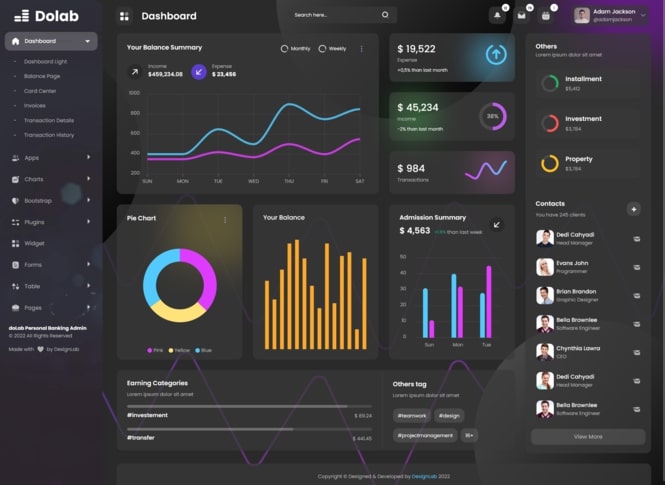 Dolab
Dashboard
Search here...
Adam Jackson
@adamjackson
Dashboard
Dashboard Light
Balance Page
Card Center
Invoices
Transaction Details
Transaction History
Apps
Charts
Bootstrap
Plugins
Widget
Forms
Table
Pages
doLab Personal Banking Admin
© 2022 All Rights Reserved
Made with by DesignLab
Your Balance Summary
Monthly
Weekly
Income
$459,234.08
Expense
$ 23,456
1000
800
600
400
200
SUN MON TUE WED THU FRI SAT
$ 19,522
Expense
+0,5% than last month
$ 45,234
Income
-2% than last month
38%
$ 984
Transactions
Pie Chart
Pink Yellow Blue
Your Balance
Admission Summary
$ 4,563
than last week
50
40
30
20
10
0
Sun Mon Tue
Earning Categories
Lorem ipsum dolor sit amet
#investement
#transfer
$ 441.45
Others tag
Lorem ipsum dolor sit amet
#teamwork
#design
#projectmanagement
Others
Lorem ipsum dolor sit amet
Installment
$5,412
Investment
$3,784
Property
$3,784
Contacts
You have 245 clients
Dedi Cahyadi
Head Manager
Evans John
Programmer
Brian Brandon
Graphic Designer
Bella Brownlee
Software Engineer
Chynthia Lawra
CEO
Dedi Cahyadi
Head Manager
Bella Brownlee
Software Engineer
View More
Copyright © Designed & Developed by DesignLab 2022